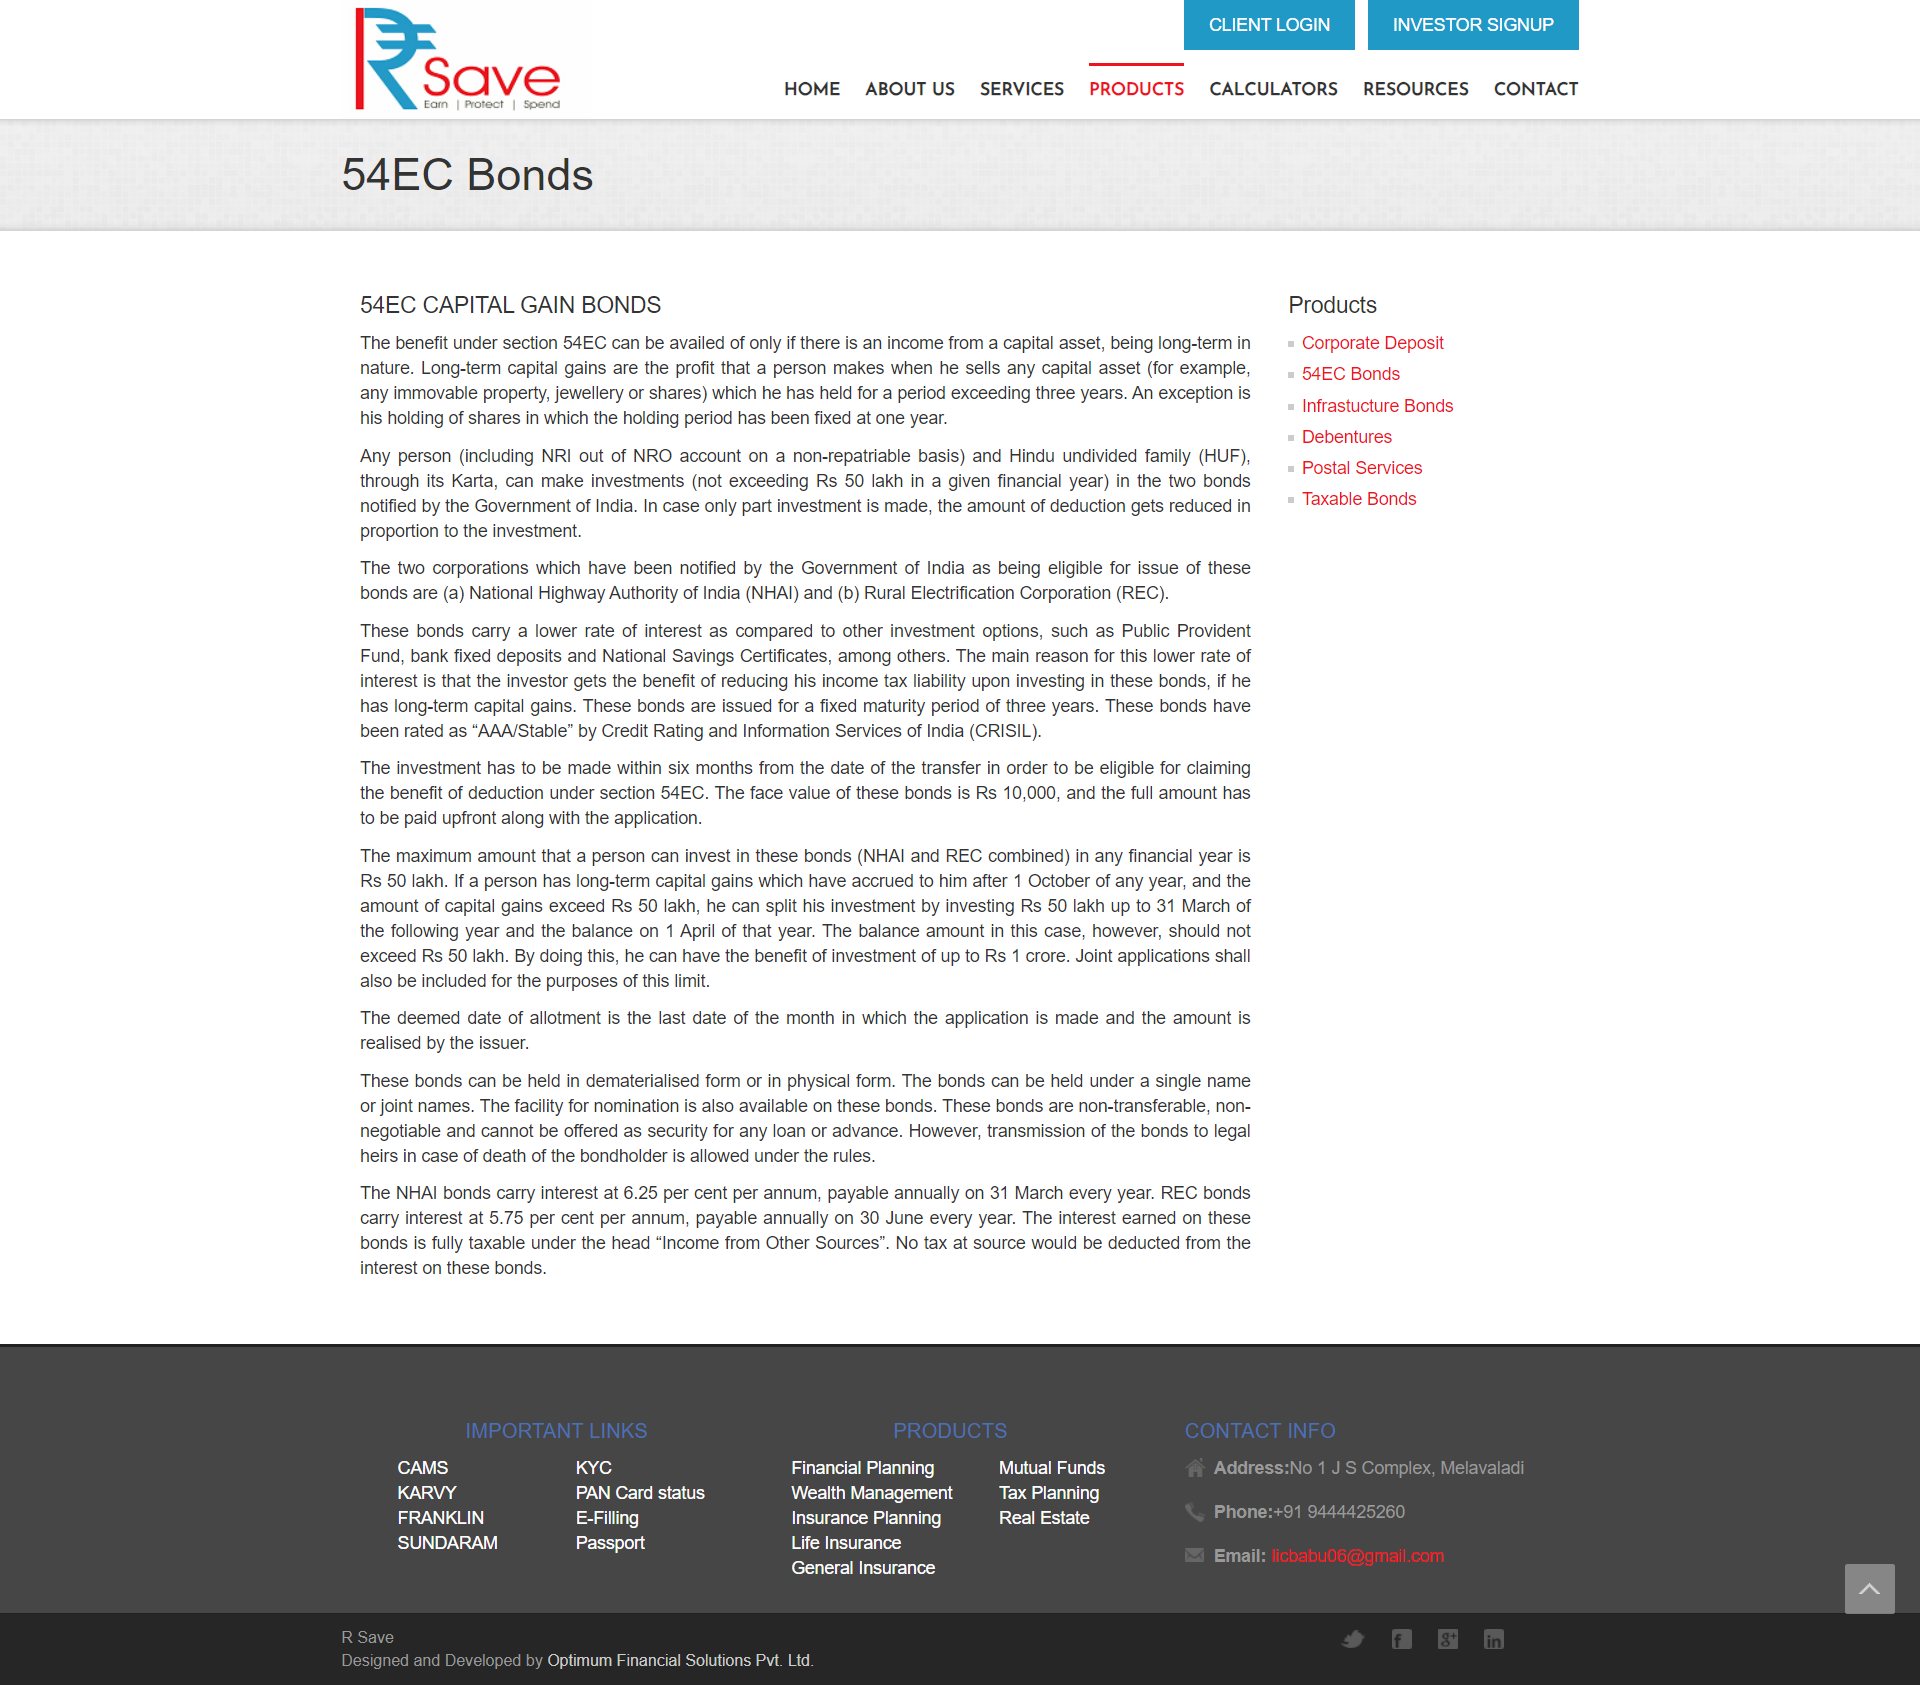 CLIENT LOGIN
INVESTOR SIGNUP
R Save
Earn | Protect | Spend
HOME ABOUT US SERVICES PRODUCTS CALCULATORS RESOURCES CONTACT
54EC Bonds
54EC CAPITAL GAIN BONDS
The benefit under section 54EC can be availed of only if there is an income from a capital asset, being long-term in
nature. Long-term capital gains are the profit that a person makes when he sells any capital asset (for example,
any immovable property, jewellery or shares) which he has held for a period exceeding three years. An exception is
his holding of shares in which the holding period has been fixed at one year.
Any person (including NRI out of NRO account on a non-repatriable basis) and Hindu undivided family (HUF),
through its Karta, can make investments (not exceeding Rs 50 lakh in a given financial year) in the two bonds
notified by the Government of India. In case only part investment is made, the amount of deduction gets reduced in
proportion to the investment.
The two corporations which have been notified by the Government of India as being eligible for issue of these
bonds are (a) National Highway Authority of India (NHAI) and (b) Rural Electrification Corporation (REC).
These bonds carry a lower rate of interest as compared to other investment options, such as Public Provident
Fund, bank fixed deposits and National Savings Certificates, among others. The main reason for this lower rate of
interest is that the investor gets the benefit of reducing his income tax liability upon investing in these bonds, if he
has long-term capital gains. These bonds are issued for a fixed maturity period of three years. These bonds have
been rated as “AAA/Stable” by Credit Rating and Information Services of India (CRISIL).
The investment has to be made within six months from the date of the transfer in order to be eligible for claiming
the benefit of deduction under section 54EC. The face value of these bonds is Rs 10,000, and the full amount has
to be paid upfront along with the application.
The maximum amount that a person can invest in these bonds (NHAI and REC combined) in any financial year is
Rs 50 lakh. If a person has long-term capital gains which have accrued to him after 1 October of any year, and the
amount of capital gains exceed Rs 50 lakh, he can split his investment by investing Rs 50 lakh up to 31 March of
the following year and the balance on 1 April of that year. The balance amount in this case, however, should not
exceed Rs 50 lakh. By doing this, he can have the benefit of investment of up to Rs 1 crore. Joint applications shall
also be included for the purposes of this limit.
The deemed date of allotment is the last date of the month in which the application is made and the amount is
realised by the issuer.
These bonds can be held in dematerialised form or in physical form. The bonds can be held under a single name
or joint names. The facility for nomination is also available on these bonds. These bonds are non-transferable, non-
negotiable and cannot be offered as security for any loan or advance. However, transmission of the bonds to legal
heirs in case of death of the bondholder is allowed under the rules.
The NHAI bonds carry interest at 6.25 per cent per annum, payable annually on 31 March every year. REC bonds
carry interest at 5.75 per cent per annum, payable annually on 30 June every year. The interest earned on these
bonds is fully taxable under the head “Income from Other Sources”. No tax at source would be deducted from the
interest on these bonds.
Products
Corporate Deposit
54EC Bonds
Infrastucture Bonds
Debentures
Postal Services
Taxable Bonds
IMPORTANT LINKS
CAMS
KARVY
FRANKLIN
SUNDARAM
KYC
PAN Card status
E-Filling
Passport
PRODUCTS
Financial Planning
Wealth Management
Insurance Planning
Life Insurance
General Insurance
Mutual Funds
Tax Planning
Real Estate
CONTACT INFO
Address:No 1 J S Complex, Melavaladi
Phone:+91 9444425260
Email: licbabu06@gmail.com
R Save
Designed and Developed by Optimum Financial Solutions Pvt. Ltd.